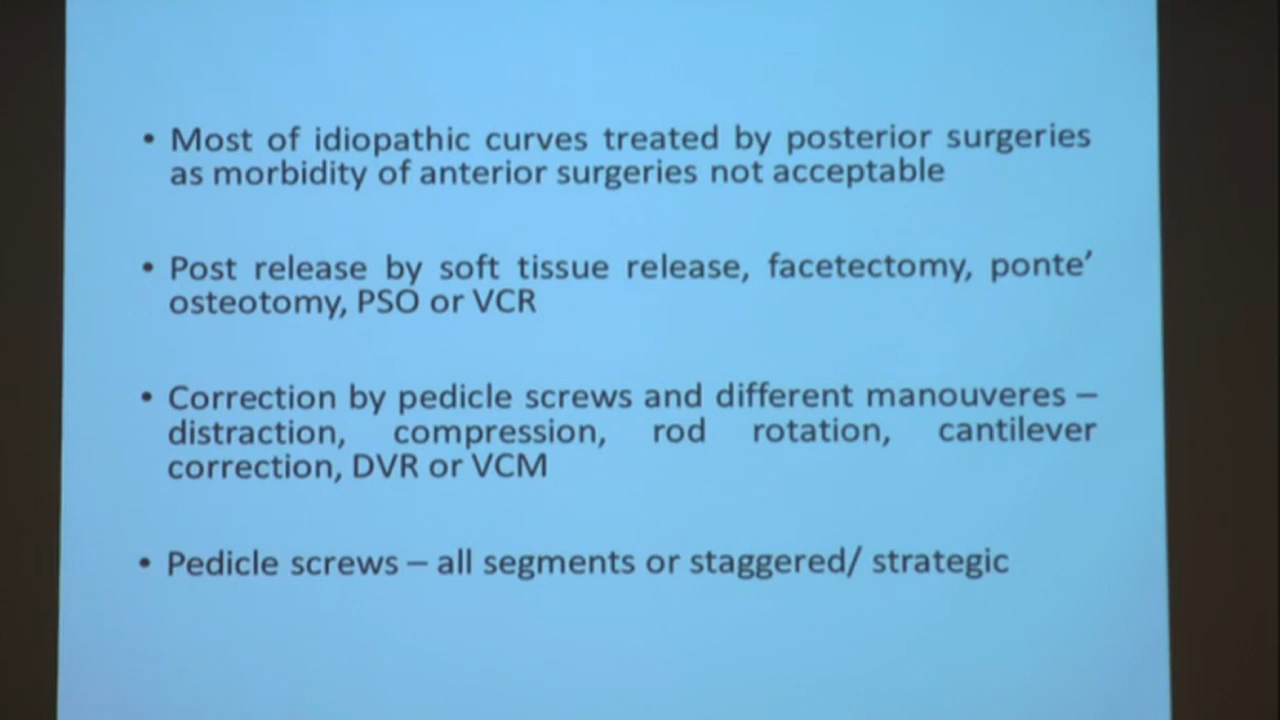 • Most of idiopathic curves treated by posterior surgeries
as morbidity of anterior surgeries not acceptable
• Post release by soft tissue release, facetectomy, ponte’
osteotomy, PSO or VCR
• Correction by pedicle screws and different manouveres –
distraction, compression, rod rotation, cantilever
correction, DVR or VCM
• Pedicle screws – all segments or staggered/ strategic